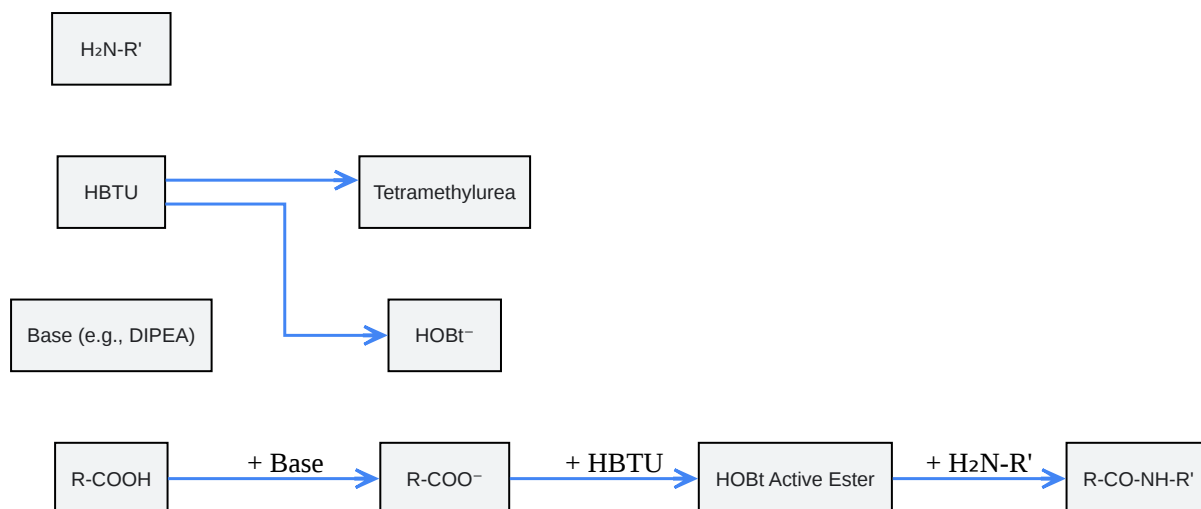 H₂N-R'
HBTU
Tetramethylurea
Base (e.g., DIPEA)
HOBt⁻
R-COOH
+ Base
R-COO⁻
+ HBTU
HOBt Active Ester
+ H₂N-R'
R-CO-NH-R'